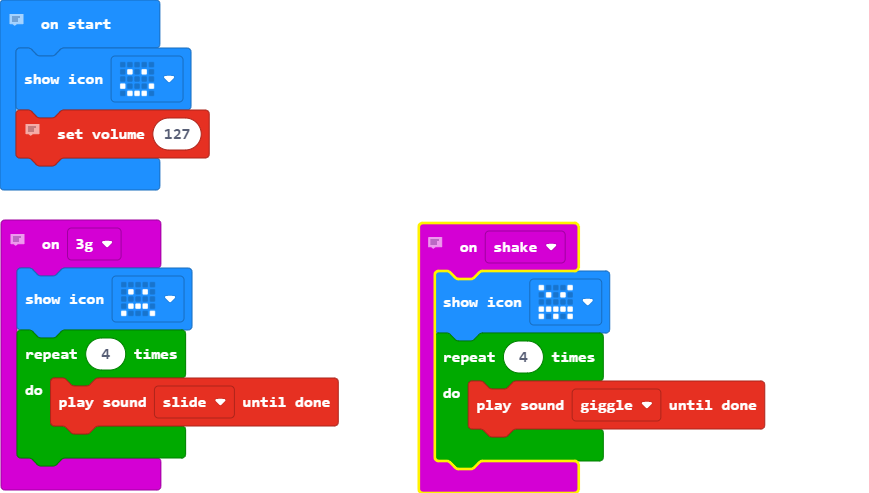 on start
show icon
set volume 127
on 3g
show icon
repeat 4 times
do
play sound slide until done
on shake
show icon
repeat 4 times
do
play sound giggle until done